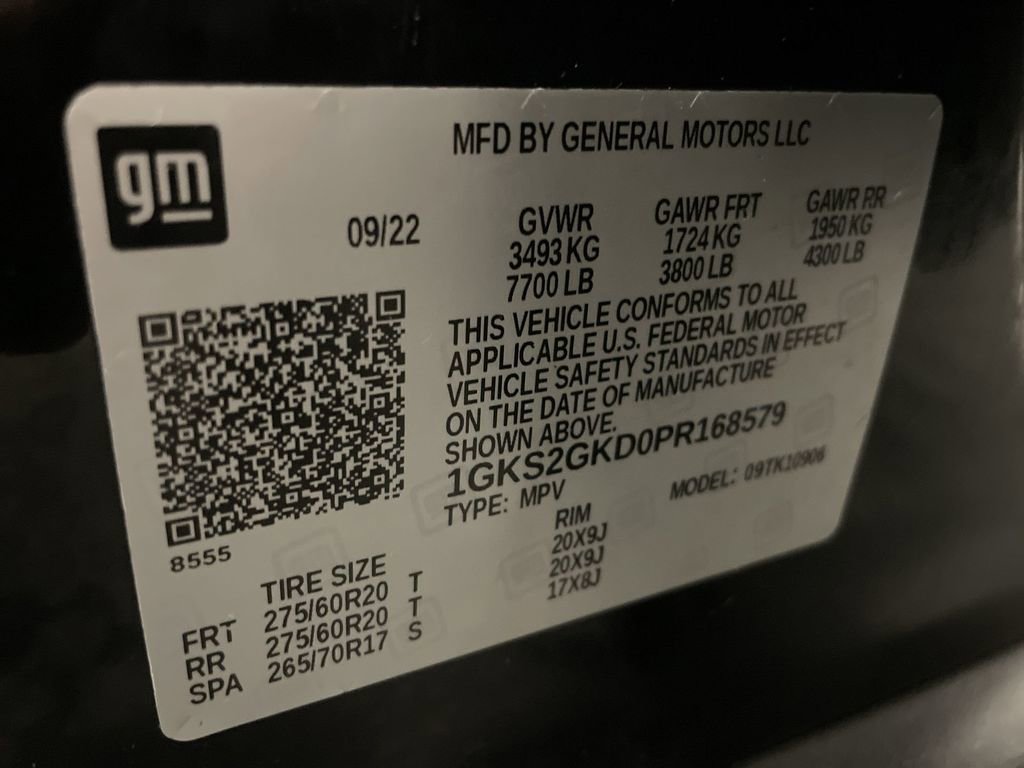 gm
MFD BY GENERAL MOTORS LLC
09/22
GVWR GAWR FRT GAWR RR
3493 KG 1724 KG 1950 KG
7700 LB 3800 LB 4300 LB
THIS VEHICLE CONFORMS TO ALL
APPLICABLE U.S. FEDERAL MOTOR
VEHICLE SAFETY STANDARDS IN EFFECT
ON THE DATE OF MANUFACTURE
SHOWN ABOVE.
1GKS2GKD0PR168579
TYPE: MPV MODEL: 09TK10906
8555
TIRE SIZE RIM
FRT 275/60R20 T 20X9J
RR 275/60R20 T 20X9J
SPA 265/70R17 S 17X8J